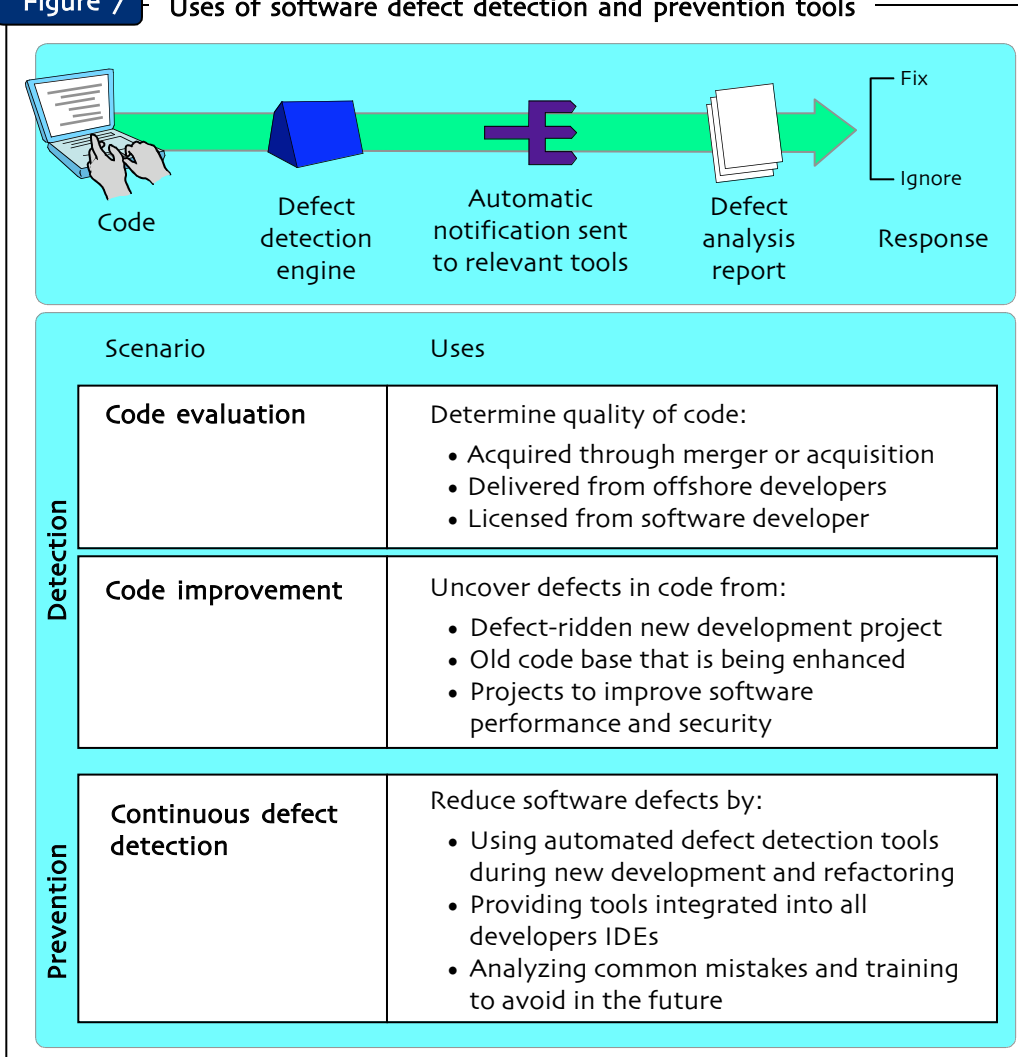 Figure 7
Uses of software defect detection and prevention tools
Fix
Ignore
Code
Defect
detection
engine
Automatic
notification sent
to relevant tools
Defect
analysis
report
Response
Scenario
Uses
Detection
Code evaluation
Determine quality of code:
• Acquired through merger or acquisition
• Delivered from offshore developers
• Licensed from software developer
Code improvement
Uncover defects in code from:
• Defect-ridden new development project
• Old code base that is being enhanced
• Projects to improve software
performance and security
Prevention
Continuous defect
detection
Reduce software defects by:
• Using automated defect detection tools
during new development and refactoring
• Providing tools integrated into all
developers IDEs
• Analyzing common mistakes and training
to avoid in the future